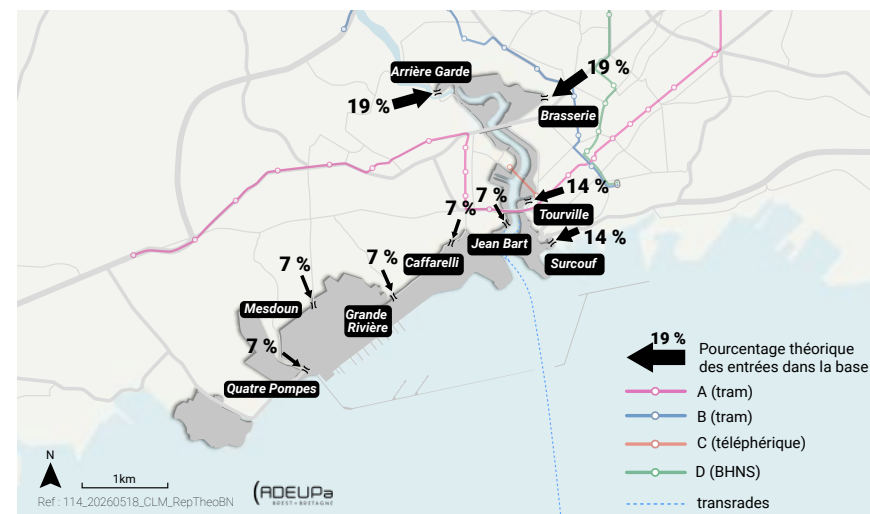 Arrière Garde
19 %
19 %
Brasserie
14 %
Tourville
7 %
7 %
Jean Bart
14 %
Surcouf
Caffarelli
7 %
7 %
Mesdoun
Grande
Rivière
7 %
Quatre Pompes
19 %
Pourcentage théorique
des entrées dans la base
A (tram)
B (tram)
C (téléphérique)
D (BHNS)
transrades
N
1km
Ref : 114_20260518_CLM_RepTheoBN
ADEUPa
BREST • BRETAGNE